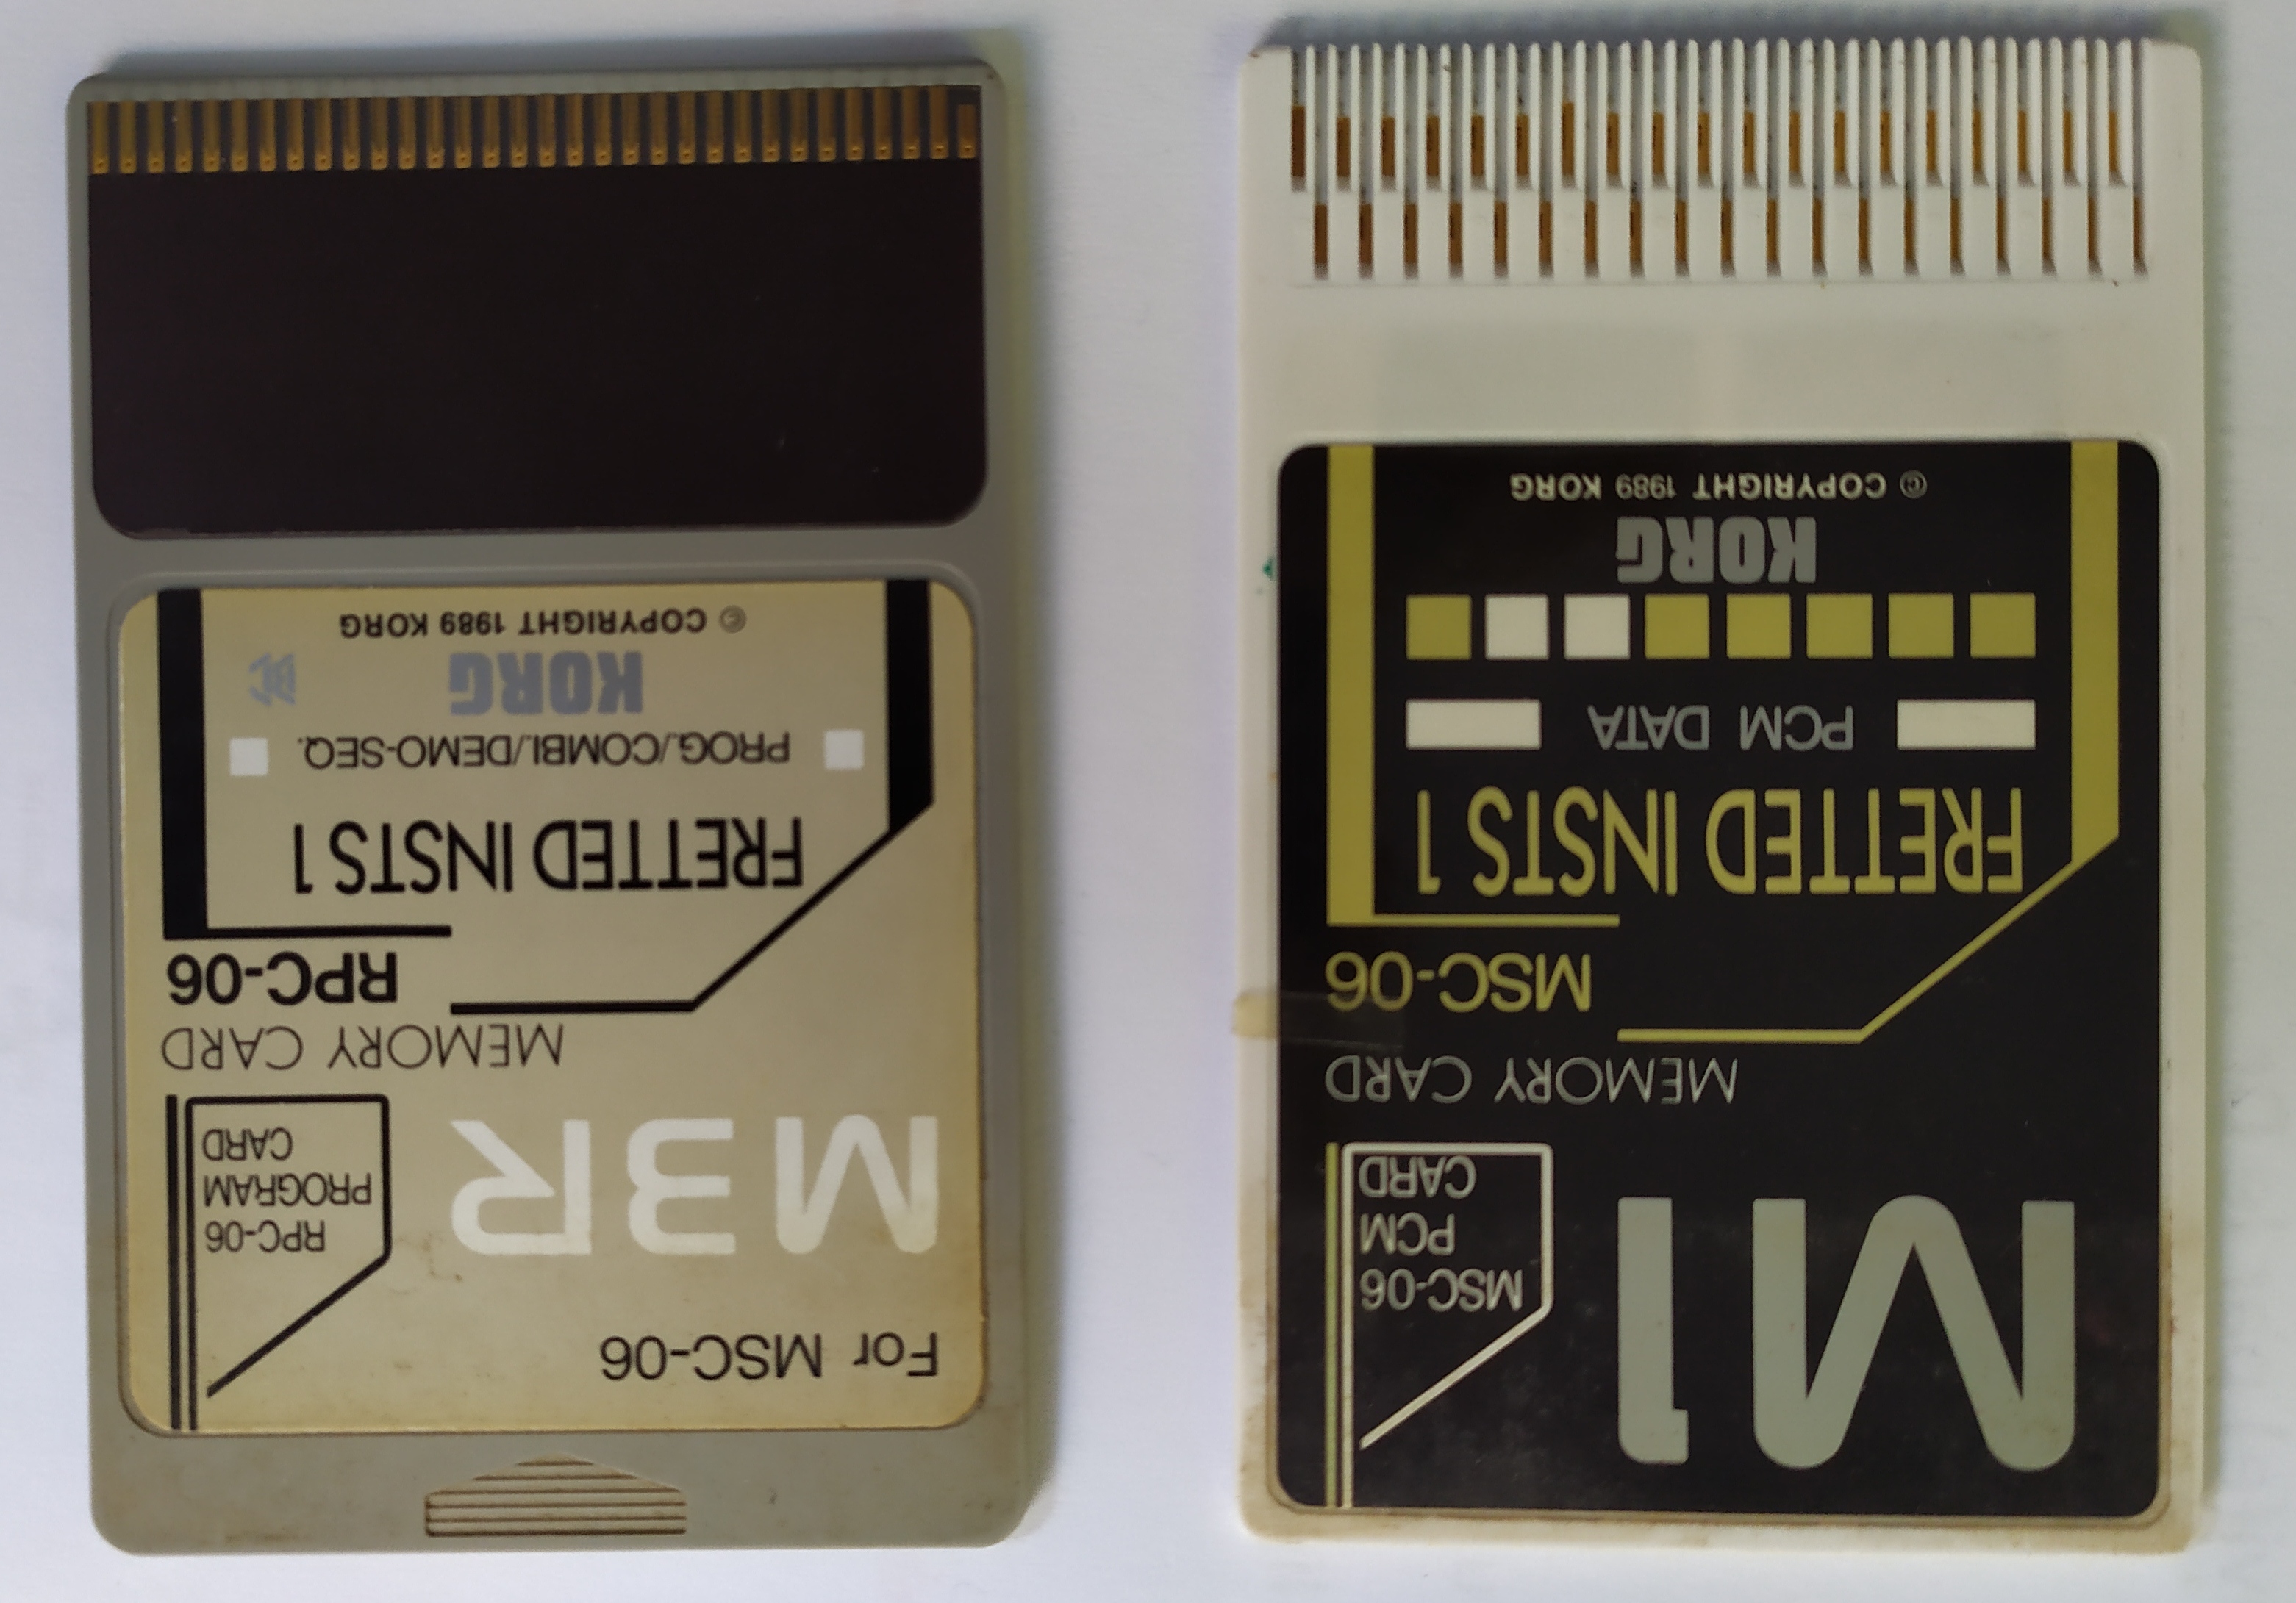 For MSC-06
M3R
RPC-06
PROGRAM
CARD
MEMORY CARD
RPC-06
FRETTED INSTS 1
PROG./COMBI./DEMO-SEQ.
KORG
© COPYRIGHT 1989 KORG
M1
MSC-06
PCM
CARD
MEMORY CARD
MSC-06
FRETTED INSTS 1
PCM DATA
KORG
© COPYRIGHT 1989 KORG